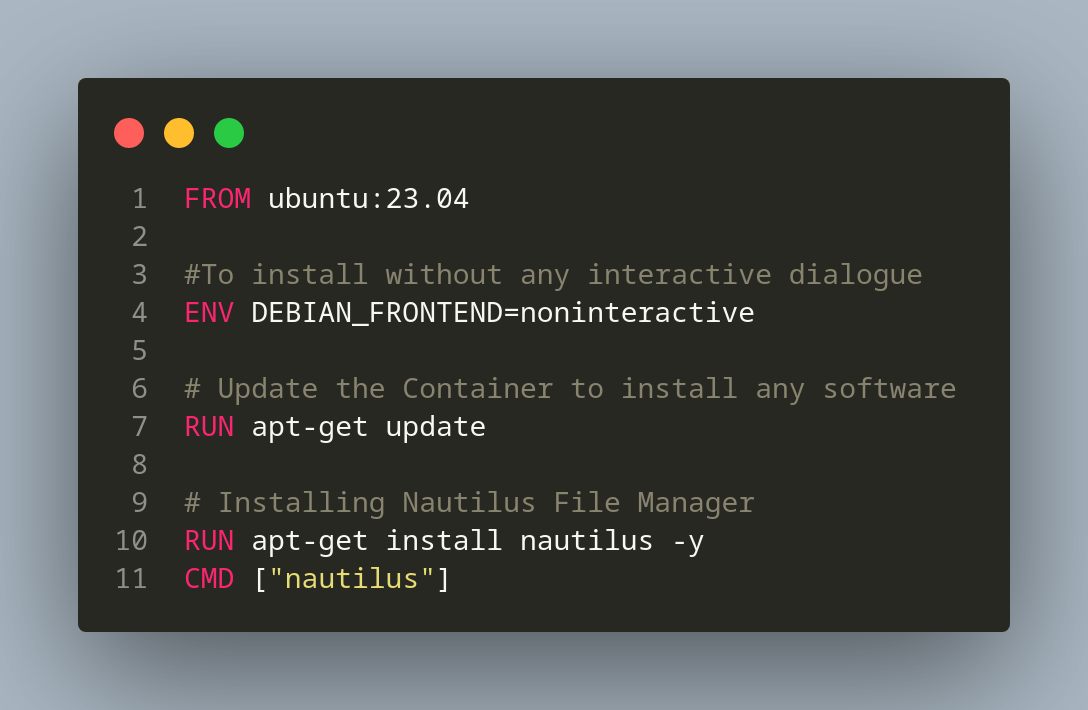 1 FROM ubuntu:23.04
2
3 #To install without any interactive dialogue
4 ENV DEBIAN_FRONTEND=noninteractive
5
6 # Update the Container to install any software
7 RUN apt-get update
8
9 # Installing Nautilus File Manager
10 RUN apt-get install nautilus -y
11 CMD ["nautilus"]